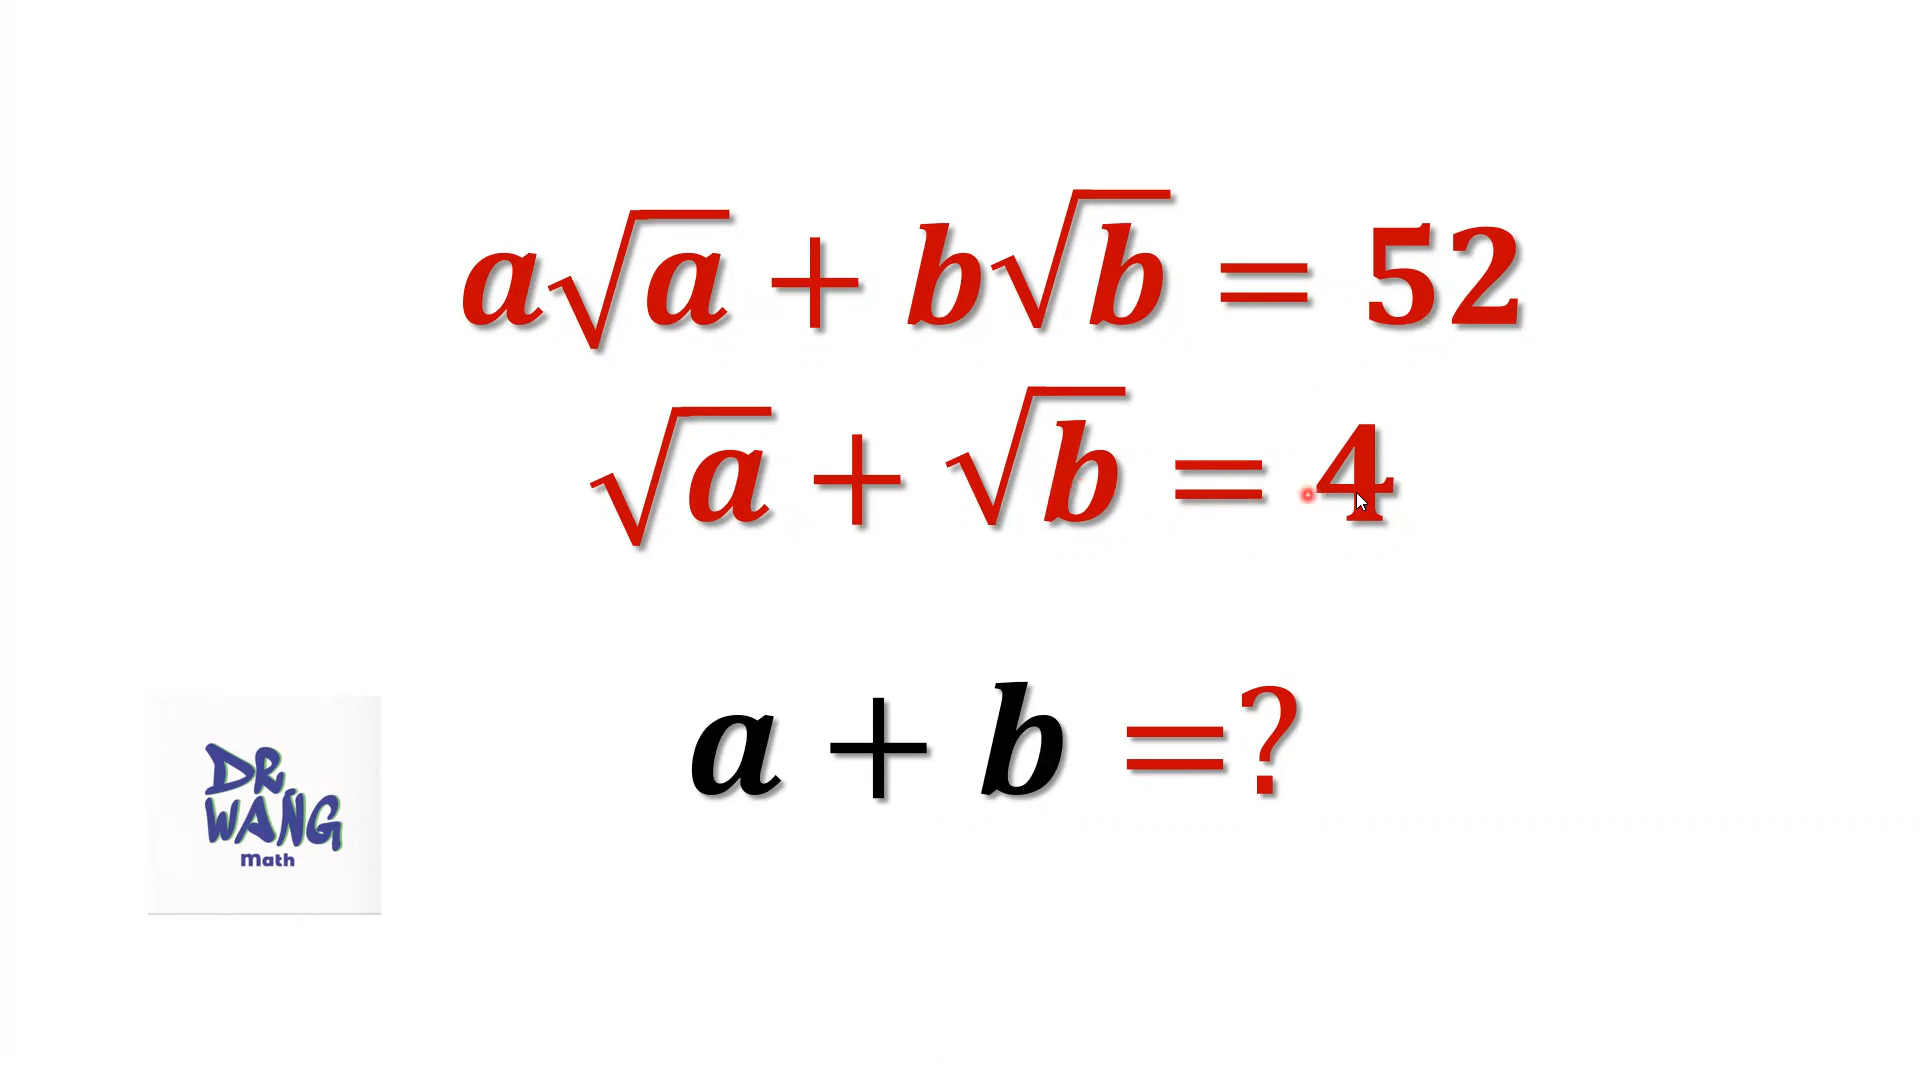 a√a + b√b = 52
√a + √b = 4
a + b =?
DR.
WANG
math